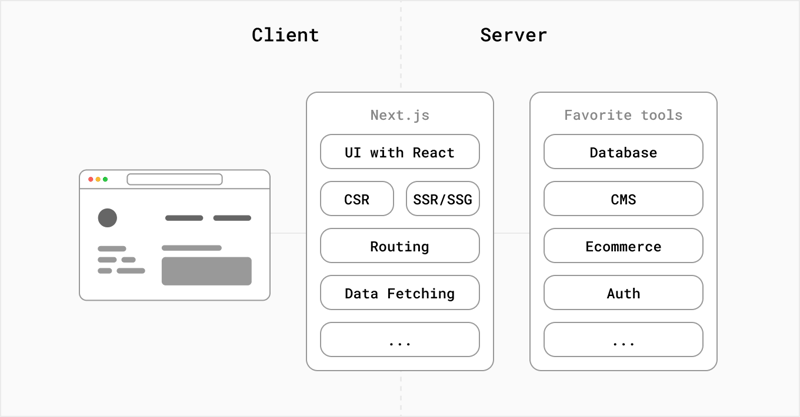 Client
Server
Next.js
UI with React
CSR
SSR/SSG
Routing
Data Fetching
...
Favorite tools
Database
CMS
Ecommerce
Auth
...